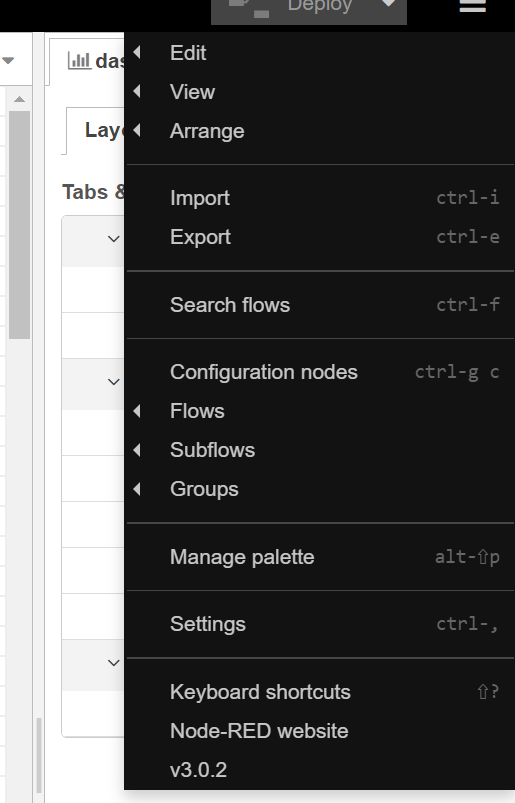 Deploy
das
Edit
View
Lay
Arrange
Tabs &
Import ctrl-i
Export ctrl-e
Search flows ctrl-f
Configuration nodes ctrl-g c
Flows
Subflows
Groups
Manage palette alt-⇧p
Settings ctrl-,
Keyboard shortcuts ⇧?
Node-RED website
v3.0.2